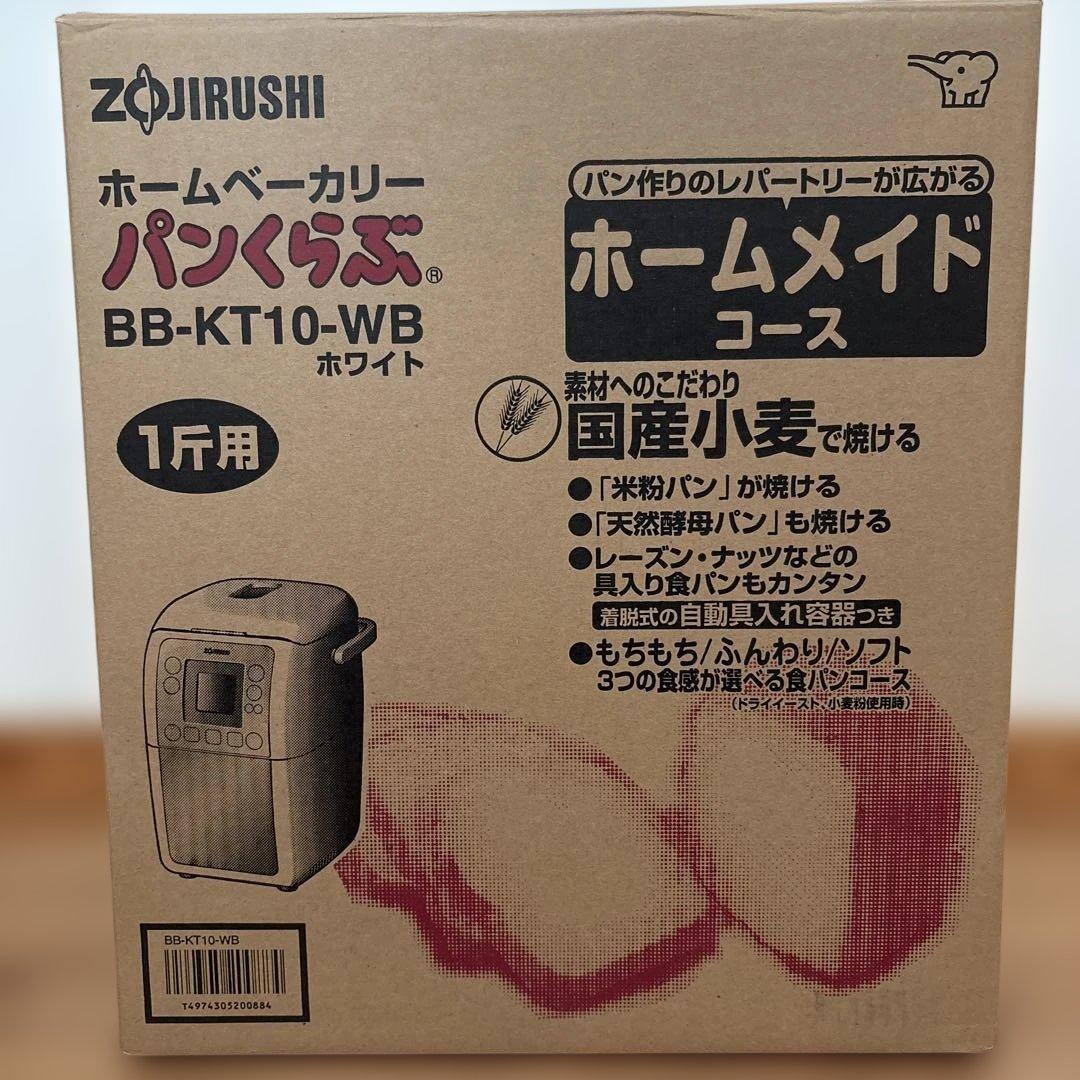 ZOJIRUSHI
ホームベーカリー
パンくらぶ®
BB-KT10-WB
ホワイト
1斤用
パン作りのレパートリーが広がる
ホームメイド
コース
素材へのこだわり
国産小麦で焼ける
●「米粉パン」が焼ける
●「天然酵母パン」も焼ける
●レーズン・ナッツなどの
具入り食パンもカンタン
着脱式の自動具入れ容器つき
●もちもち/ふんわり/ソフト
3つの食感が選べる食パンコース
(ドライイースト・小麦粉使用時)
ZOJIRUSHI
BB-KT10-WB
T4974305200884